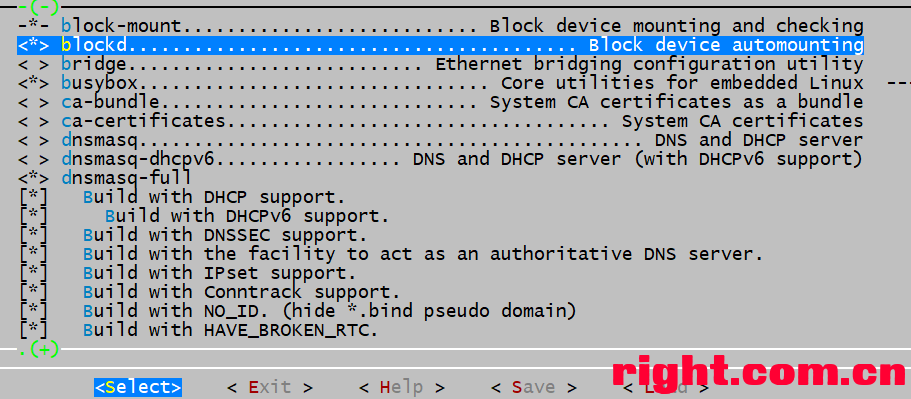 -(-)
-*- block-mount.......................... Block device mounting and checking
<*> blockd......................................... Block device automounting
< > bridge........................... Ethernet bridging configuration utility
<*> busybox................................ Core utilities for embedded Linux ---
< > ca-bundle............................. System CA certificates as a bundle
< > ca-certificates................................... System CA certificates
< > dnsmasq.............................................. DNS and DHCP server
< > dnsmasq-dhcpv6................. DNS and DHCP server (with DHCPv6 support)
<*> dnsmasq-full
[*] Build with DHCP support.
[*] Build with DHCPv6 support.
[*] Build with DNSSEC support.
[*] Build with the facility to act as an authoritative DNS server.
[*] Build with IPset support.
[*] Build with Conntrack support.
[*] Build with NO_ID. (hide *.bind pseudo domain)
[*] Build with HAVE_BROKEN_RTC.
.(+)
<Select> < Exit > < Help > < Save >
right.com.cn